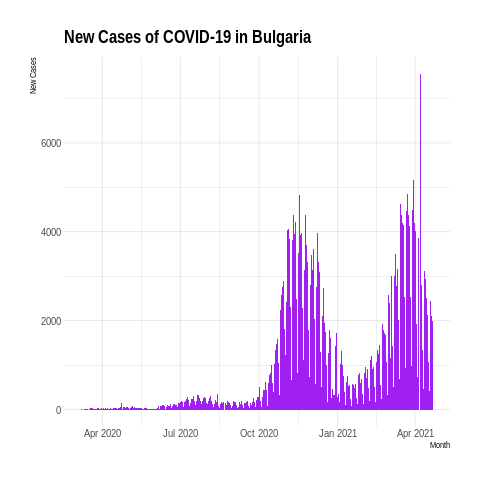 New Cases of COVID-19 in Bulgaria
New Cases
6000
4000
2000
0
Apr 2020 Jul 2020 Oct 2020 Jan 2021 Apr 2021
Month